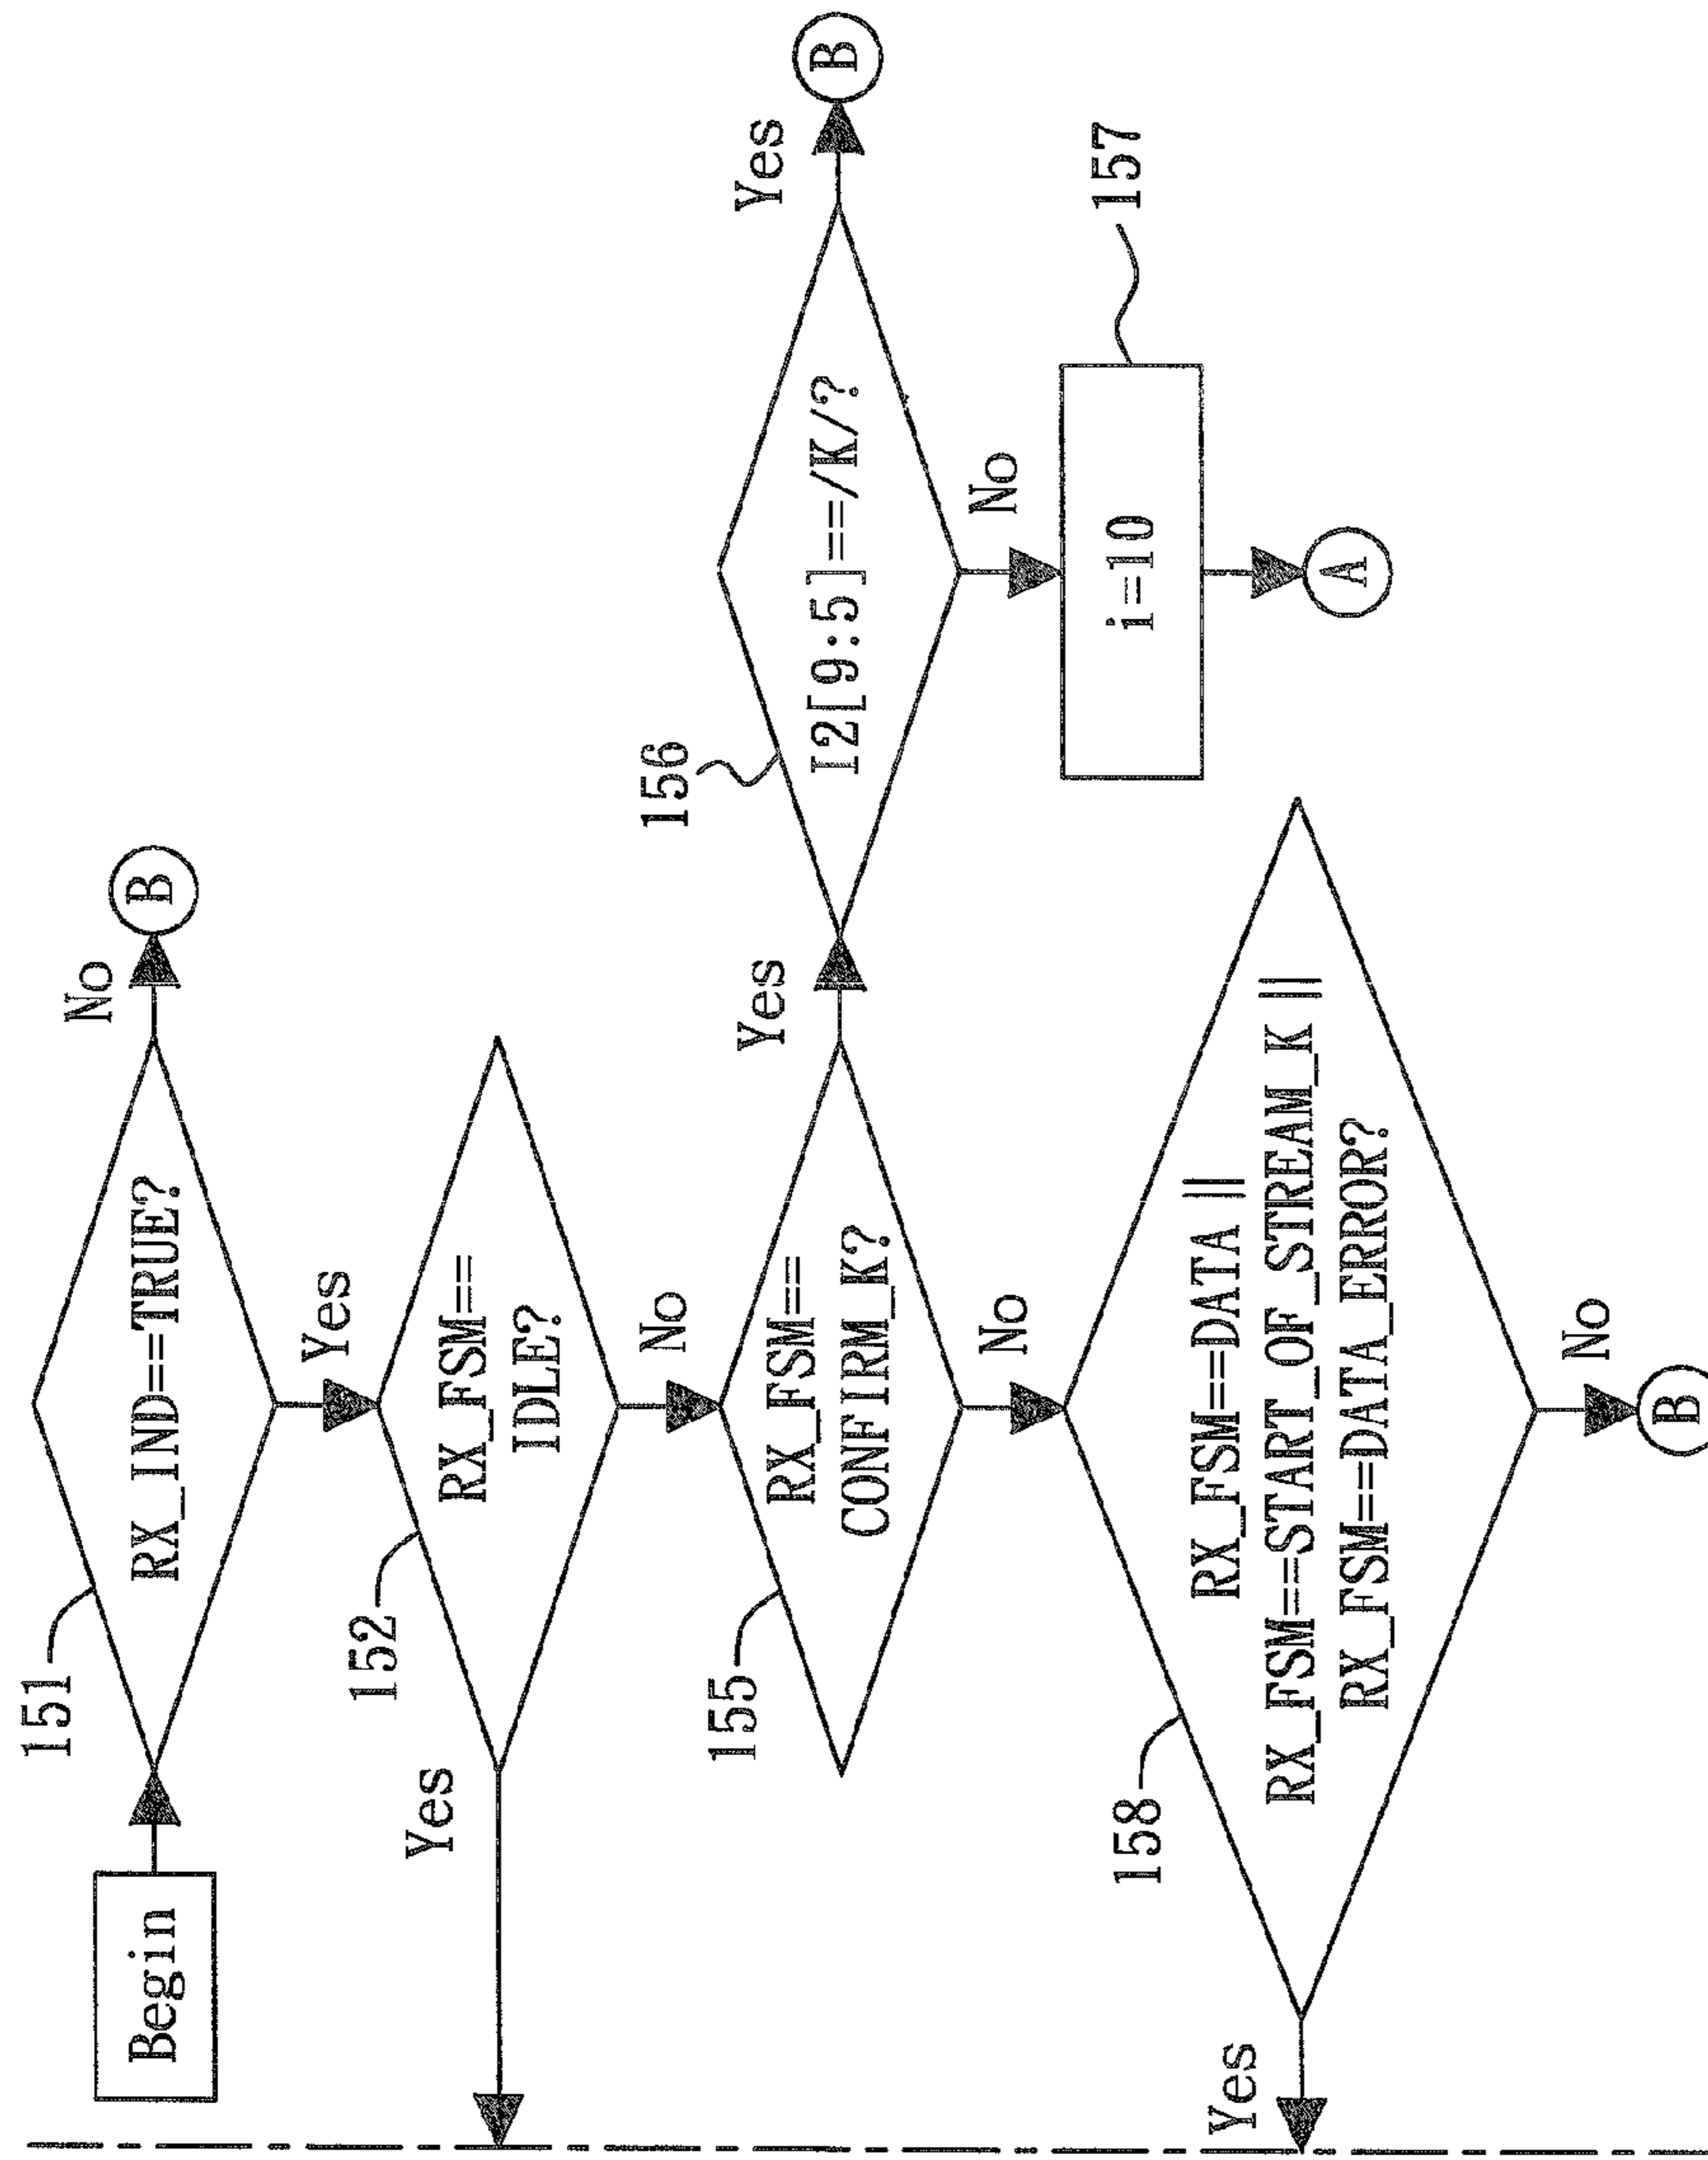 Begin
151
RX_IND==TRUE?
No
B
Yes
152
RX_FSM==
IDLE?
Yes
No
155
RX_FSM==
CONFIRM_K?
Yes
156
I2[9:5]==/K/?
Yes
B
No
i=10
157
A
No
158
RX_FSM==DATA ||
RX_FSM==START_OF_STREAM_K ||
RX_FSM==DATA_ERROR?
Yes
No
B